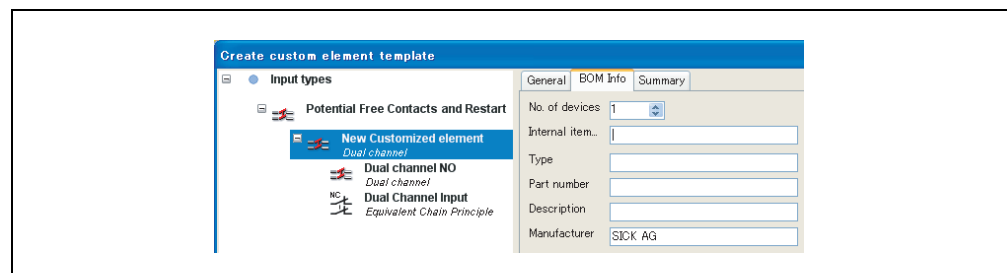 Create custom element template
Input types
Potential Free Contacts and Restart
New Customized element
Dual channel
Dual channel NO
Dual channel
NC
Dual Channel Input
Equivalent Chain Principle
General
BOM Info
Summary
No. of devices
1
Internal item...
Type
Part number
Description
Manufacturer
SICK AG